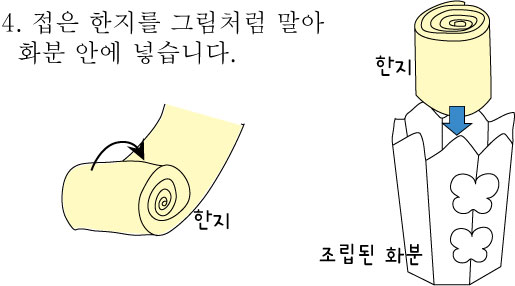 4. 접은 한지를 그림처럼 말아
화분 안에 넣습니다.
한지
한지
조립된 화분